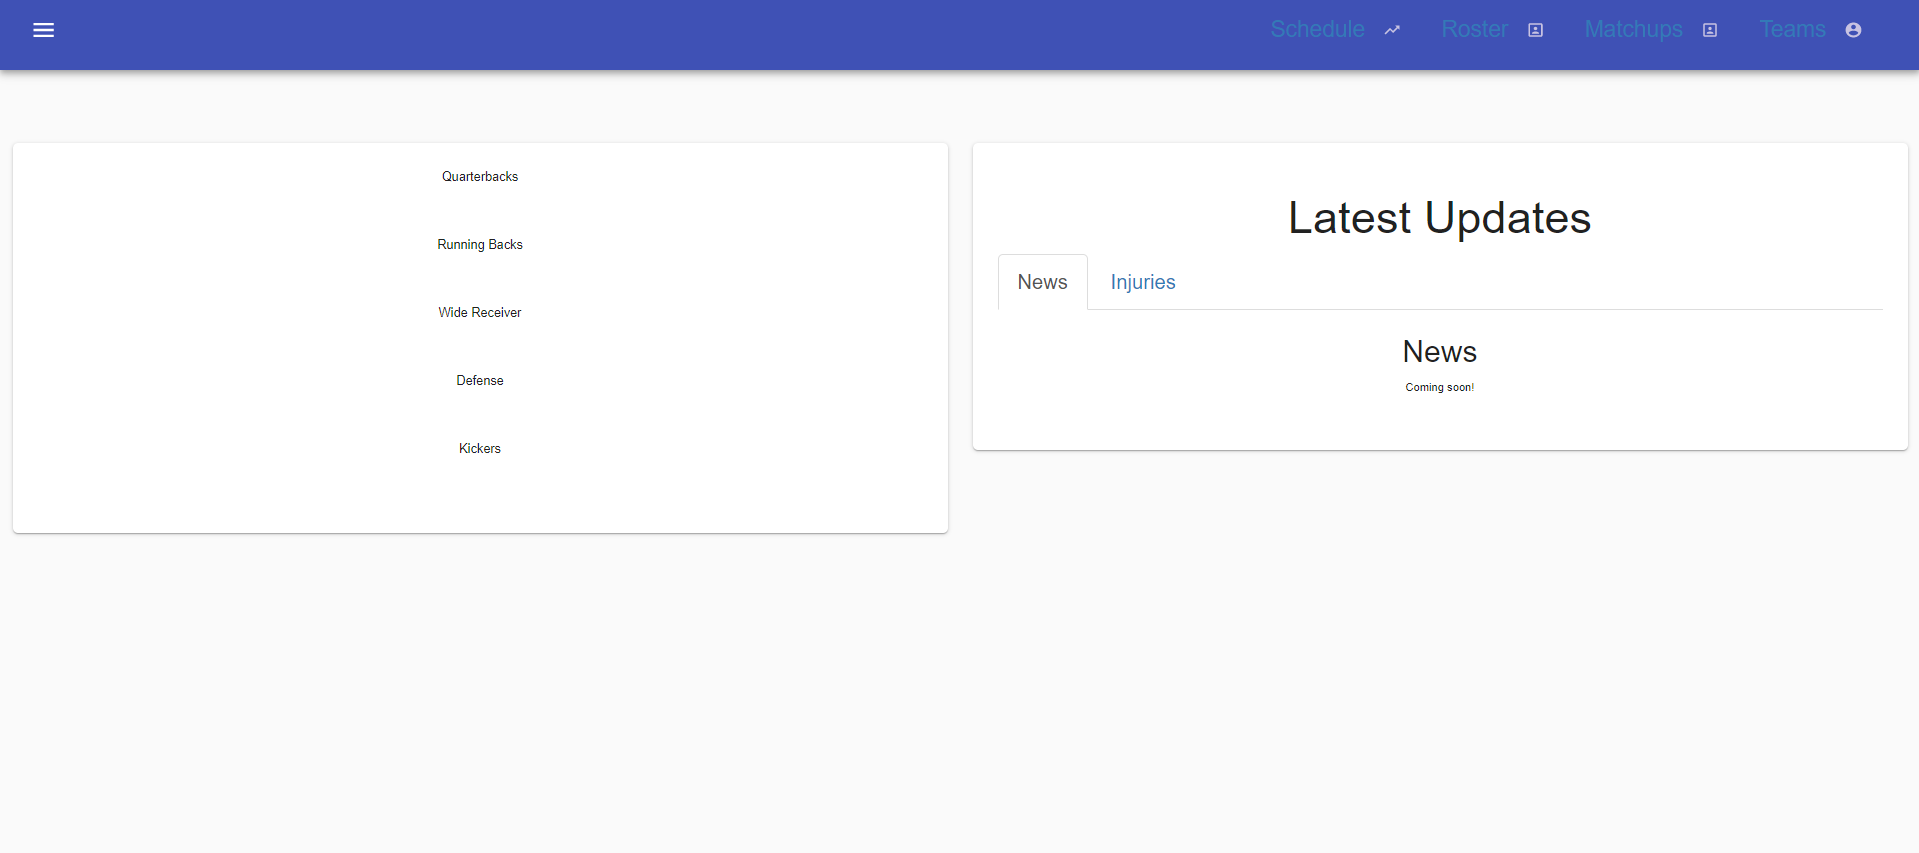 Schedule Roster Matchups Teams
Quarterbacks
Running Backs
Wide Receiver
Defense
Kickers
Latest Updates
News Injuries
News
Coming soon!